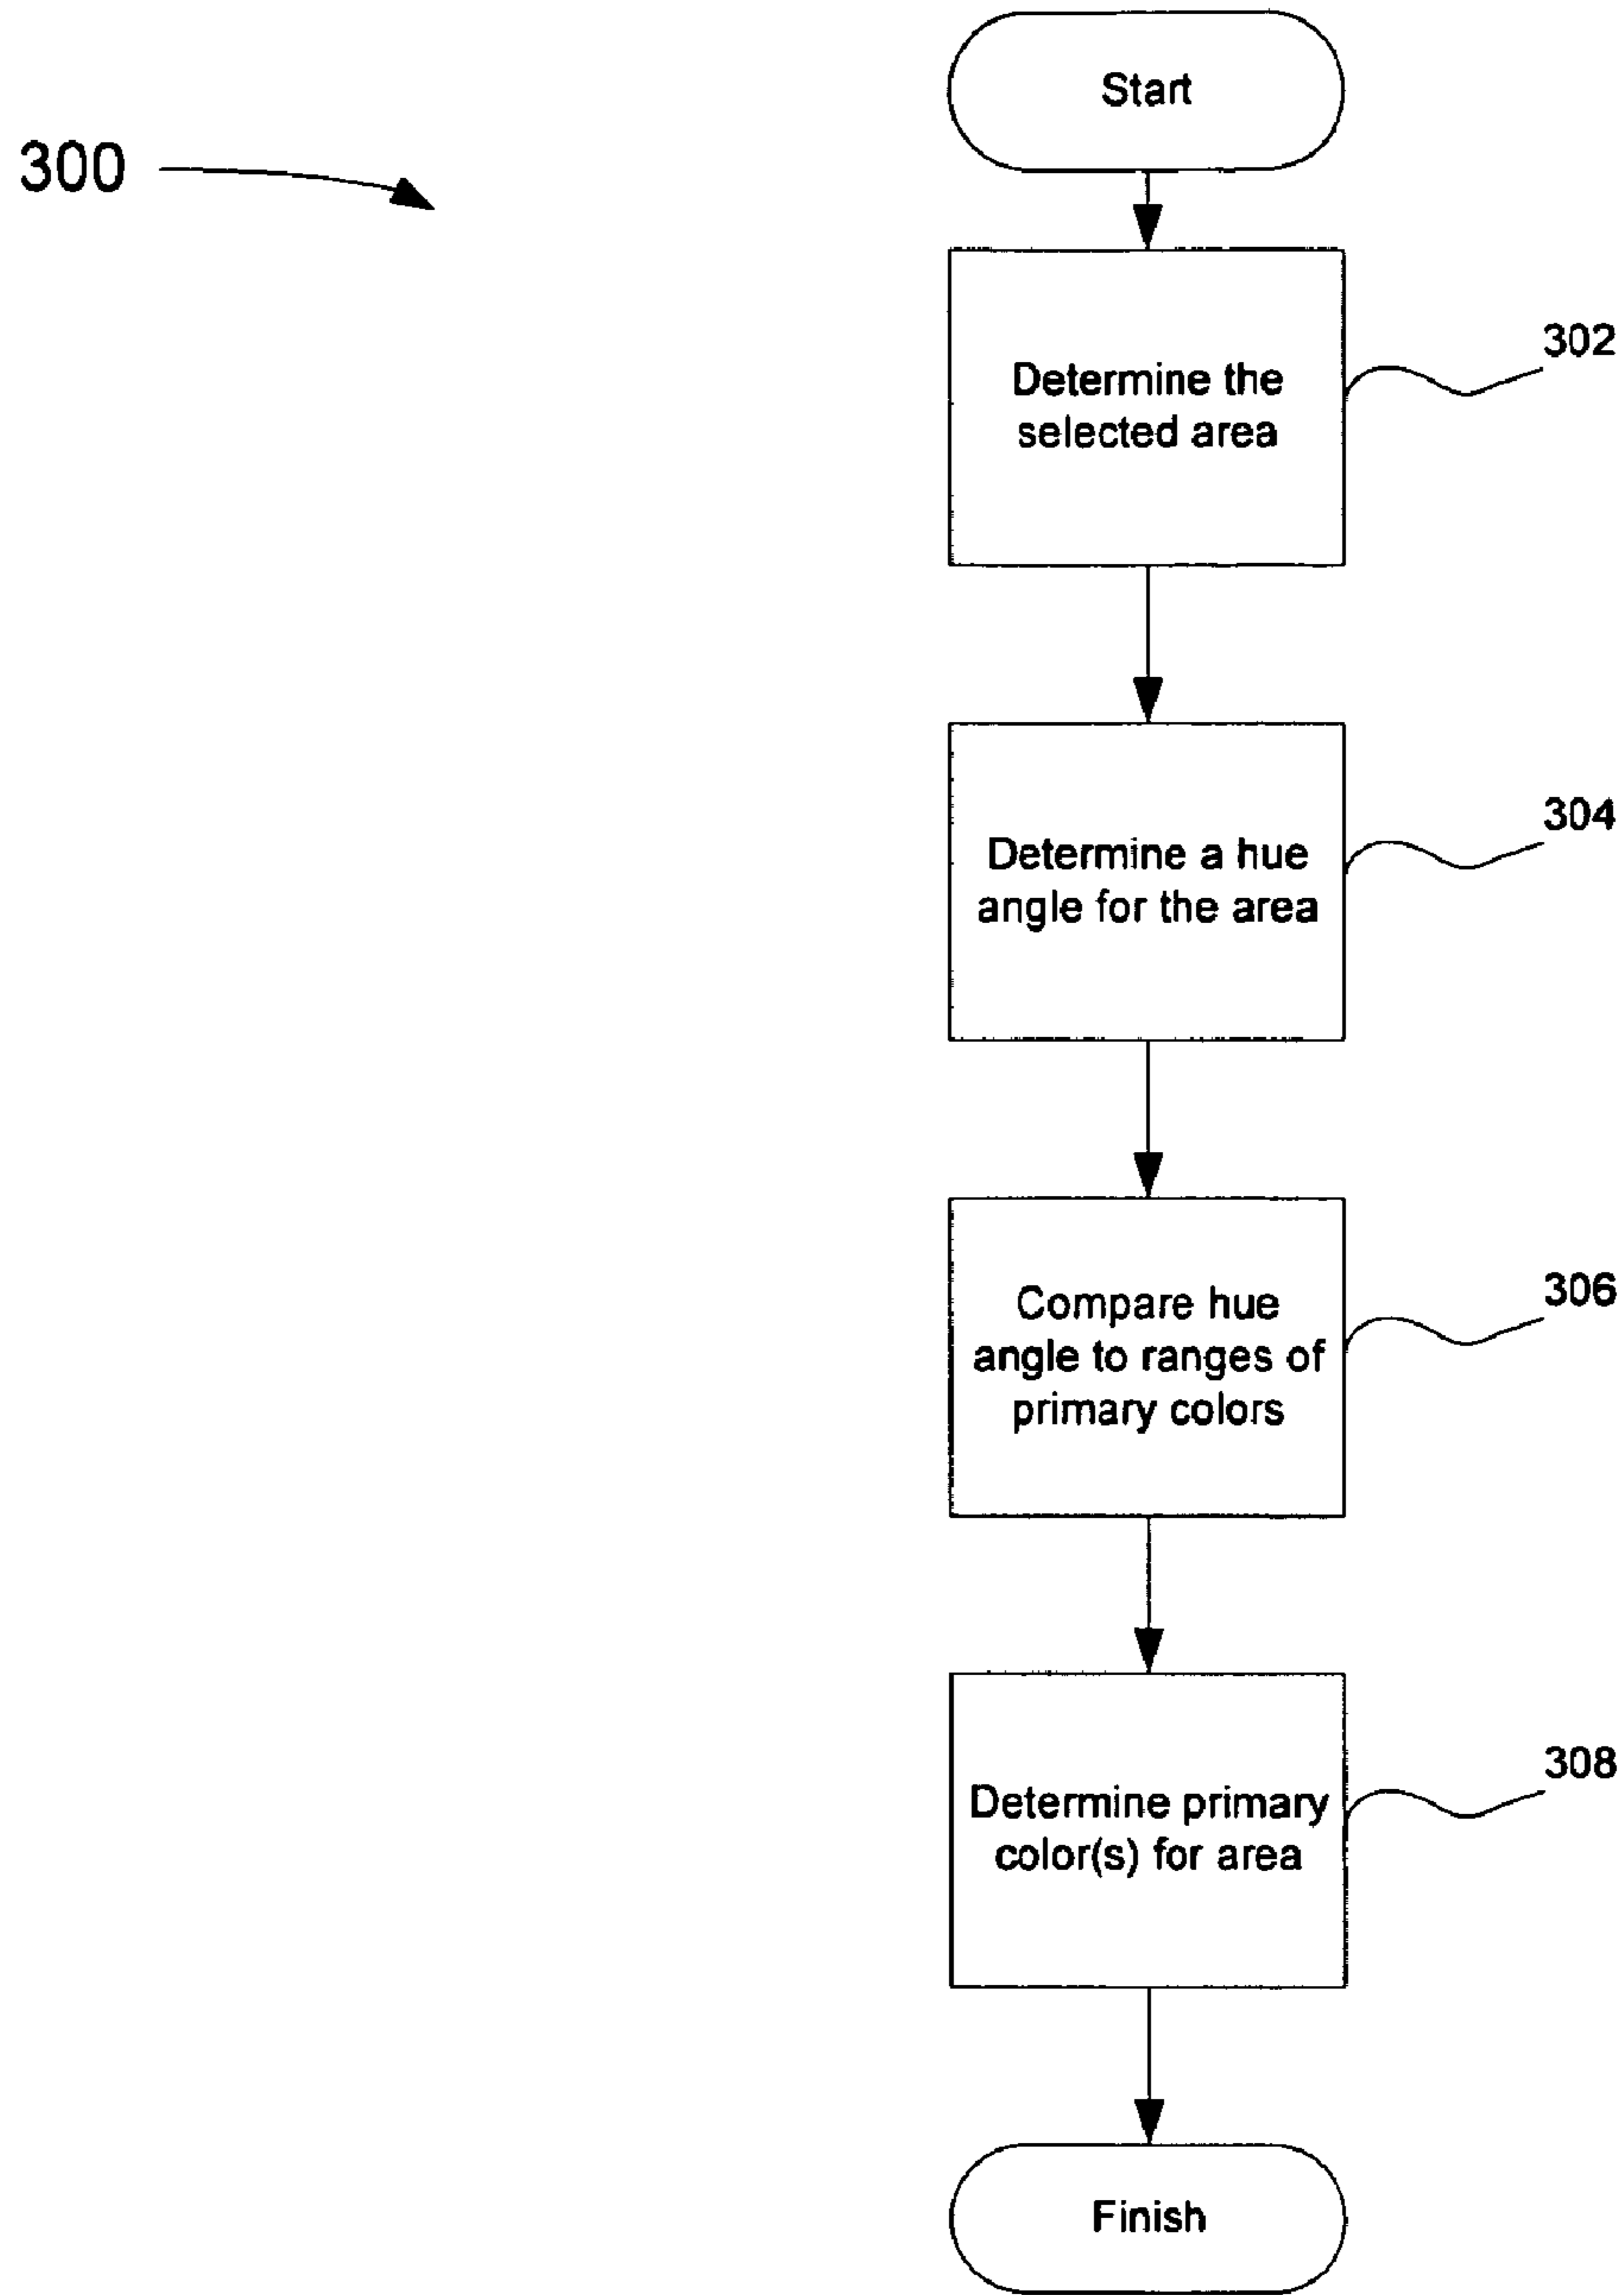 Start
300
302
Determine the
selected area
304
Determine a hue
angle for the area
306
Compare hue
angle to ranges of
primary colors
308
Determine primary
color(s) for area
Finish